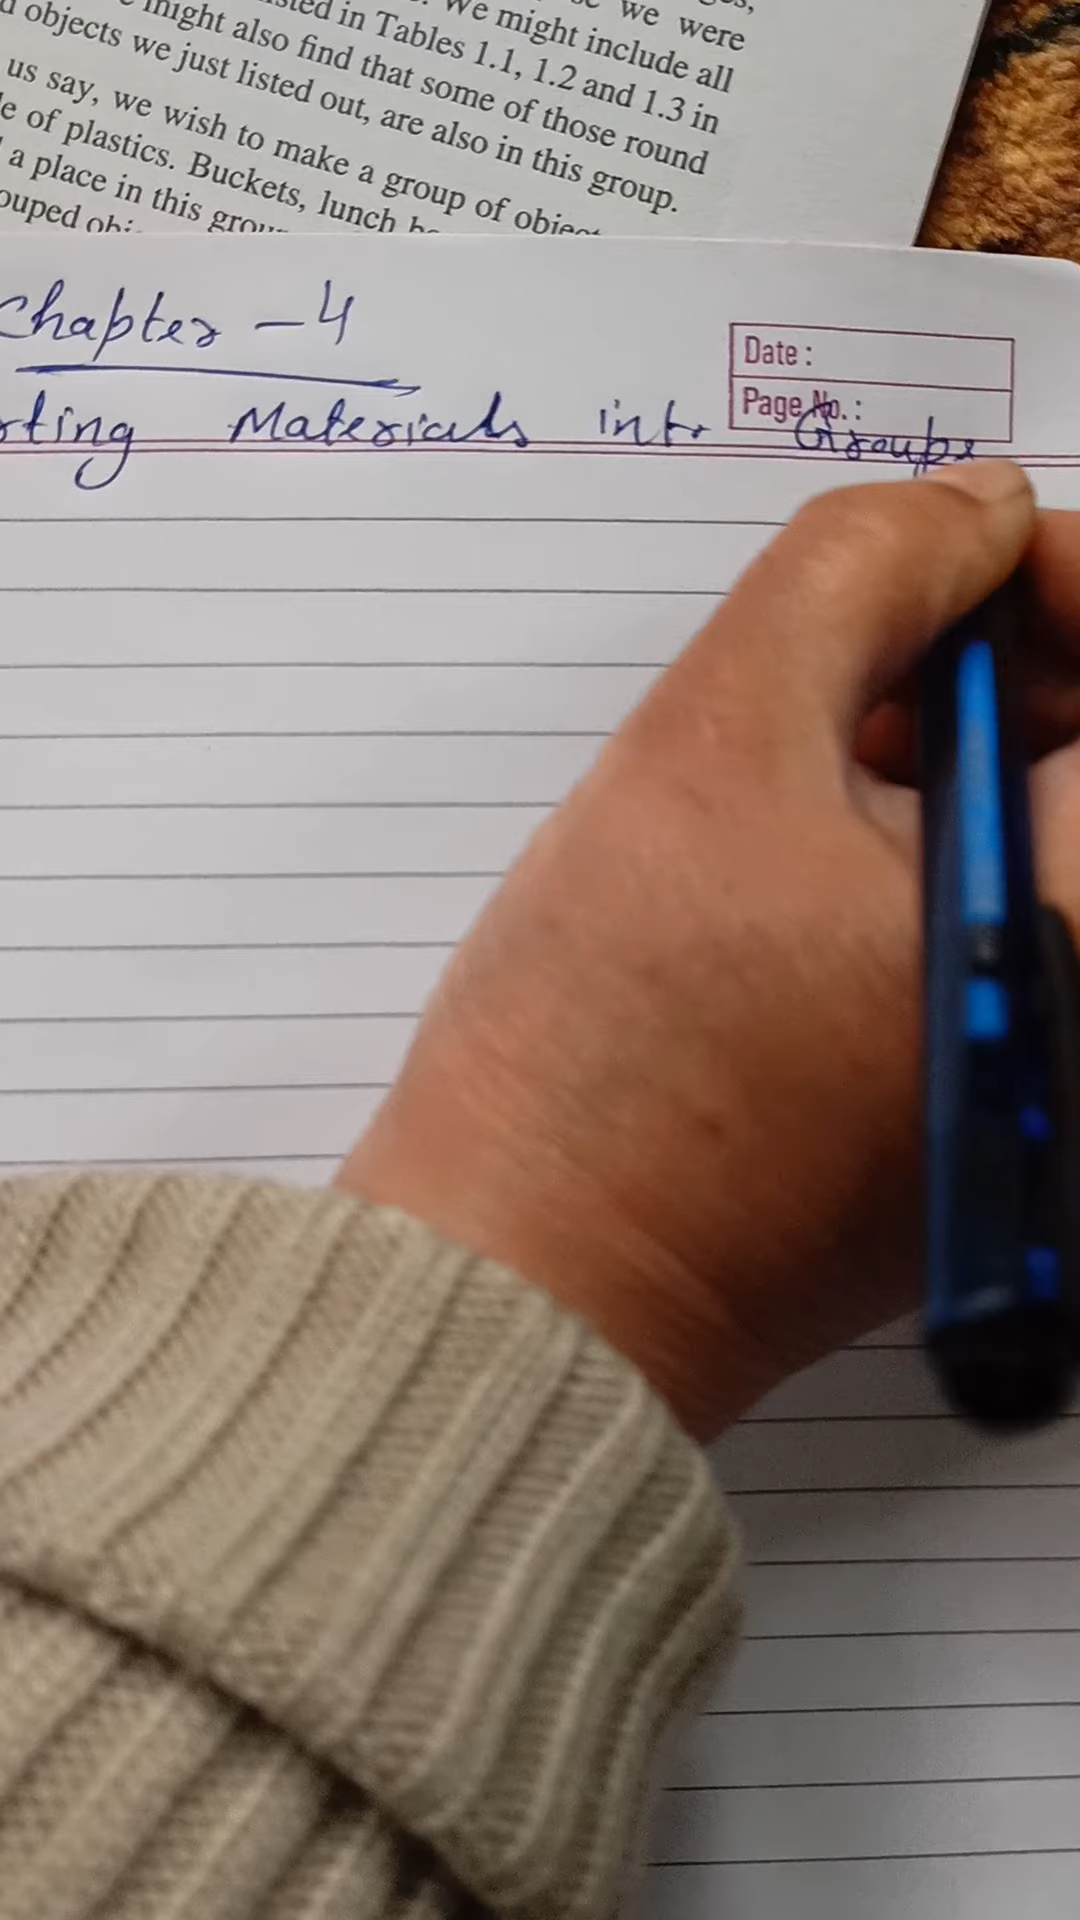 we were
We might include all
in Tables 1.1, 1.2 and 1.3 in
might also find that some of those round
objects we just listed out, are also in this group.
us say, we wish to make a group of
of plastics. Buckets, lunch
a place in this
Chapter - 4
Date :
Page No. :
Materials into Groups